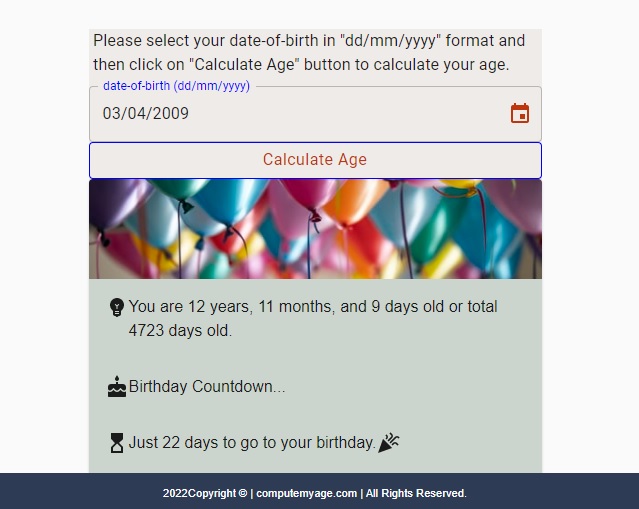 Please select your date-of-birth in "dd/mm/yyyy" format and
then click on "Calculate Age" button to calculate your age.
date-of-birth (dd/mm/yyyy)
03/04/2009
Calculate Age
You are 12 years, 11 months, and 9 days old or total
4723 days old.
Birthday Countdown...
Just 22 days to go to your birthday.
2022Copyright © | computemyage.com | All Rights Reserved.